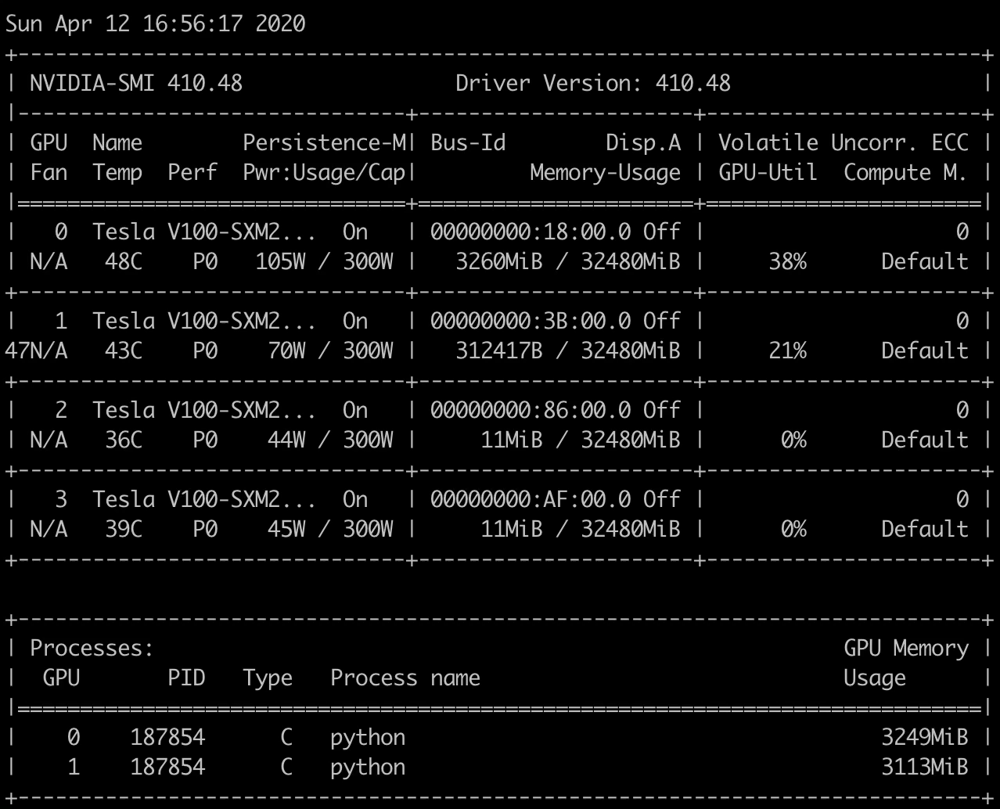 Sun Apr 12 16:56:17 2020
+-----------------------------------------------------------------------------+
| NVIDIA-SMI 410.48                 Driver Version: 410.48                    |
|-------------------------------+----------------------+----------------------+
| GPU  Name        Persistence-M| Bus-Id        Disp.A | Volatile Uncorr. ECC |
| Fan  Temp  Perf  Pwr:Usage/Cap|         Memory-Usage | GPU-Util  Compute M. |
|===============================+======================+======================|
|   0  Tesla V100-SXM2...  On   | 00000000:18:00.0 Off |                    0 |
| N/A   48C    P0   105W / 300W |   3260MiB / 32480MiB |     38%      Default |
+-------------------------------+----------------------+----------------------+
|   1  Tesla V100-SXM2...  On   | 00000000:3B:00.0 Off |                    0 |
47N/A   43C    P0    70W / 300W |   312417B / 32480MiB |     21%      Default |
+-------------------------------+----------------------+----------------------+
|   2  Tesla V100-SXM2...  On   | 00000000:86:00.0 Off |                    0 |
| N/A   36C    P0    44W / 300W |     11MiB / 32480MiB |      0%      Default |
+-------------------------------+----------------------+----------------------+
|   3  Tesla V100-SXM2...  On   | 00000000:AF:00.0 Off |                    0 |
| N/A   39C    P0    45W / 300W |     11MiB / 32480MiB |      0%      Default |
+-------------------------------+----------------------+----------------------+

+-----------------------------------------------------------------------------+
| Processes:                                                       GPU Memory |
|  GPU       PID   Type   Process name                             Usage      |
|=============================================================================|
|    0    187854      C   python                                      3249MiB |
|    1    187854      C   python                                      3113MiB |
+-----------------------------------------------------------------------------+